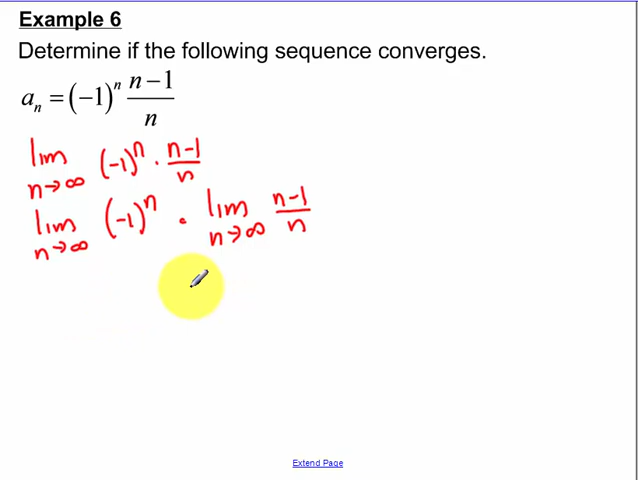 Example 6
Determine if the following sequence converges.
aₙ = (−1)ⁿ (n−1)/n
lim n→∞ (-1)ⁿ · (n-1)/n
lim n→∞ (-1)ⁿ · lim n→∞ (n-1)/n
Extend Page